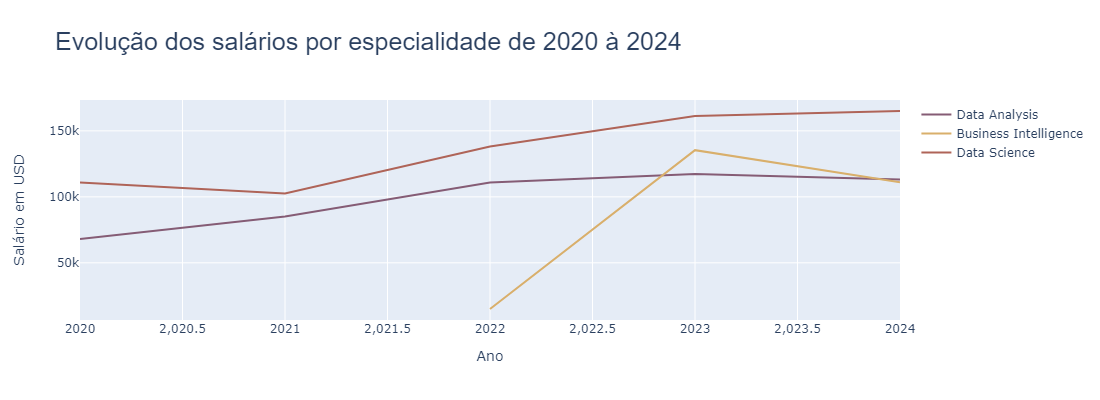 Evolução dos salários por especialidade de 2020 à 2024
Data Analysis
Business Intelligence
Data Science
150k
100k
50k
Salário em USD
2020 2,020.5 2021 2,021.5 2022 2,022.5 2023 2,023.5 2024
Ano